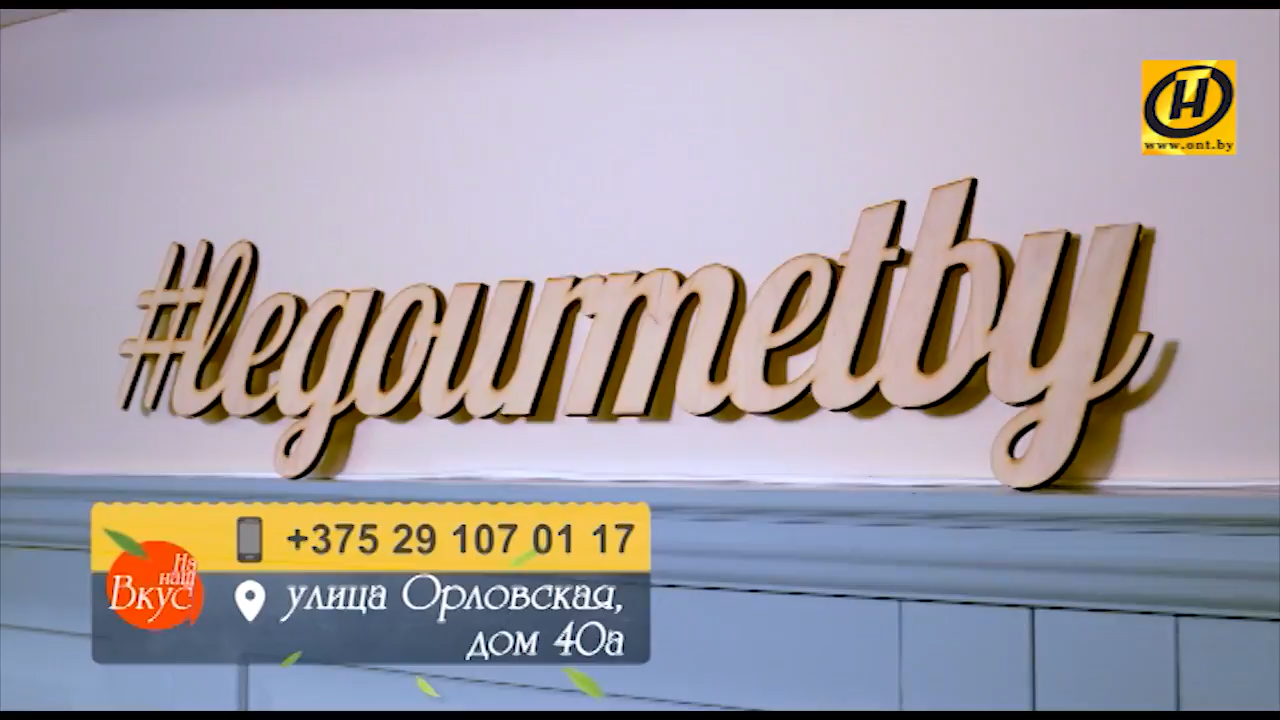 www.ont.by
#legourmetby
+375 29 107 01 17
На
наш
Вкус
улица Орловская,
дом 40а